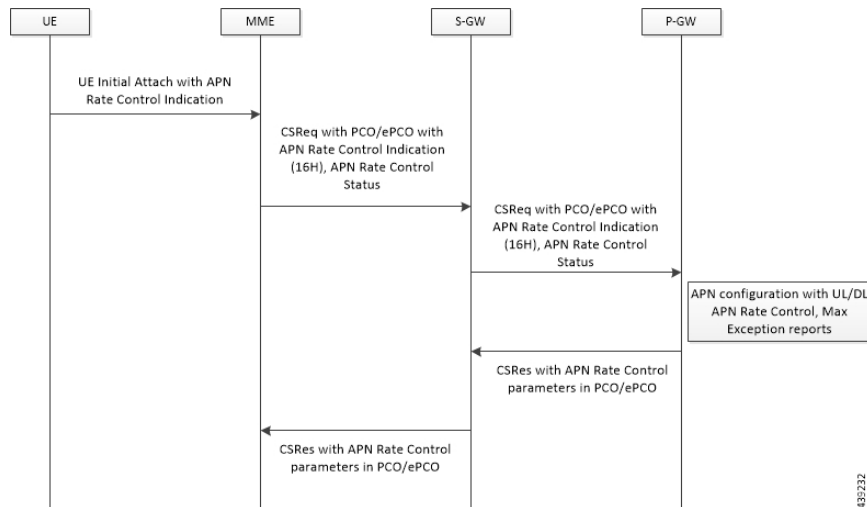 UE
MME
S-GW
P-GW
UE Initial Attach with APN
Rate Control Indication
CSReq with PCO/ePCO with
APN Rate Control Indication
(16H), APN Rate Control
Status
CSReq with PCO/ePCO with
APN Rate Control Indication
(16H), APN Rate Control
Status
APN configuration with UL/DL
APN Rate Control, Max
Exception reports
CSRes with APN Rate Control
parameters in PCO/ePCO
CSRes with APN Rate Control
parameters in PCO/ePCO
439232